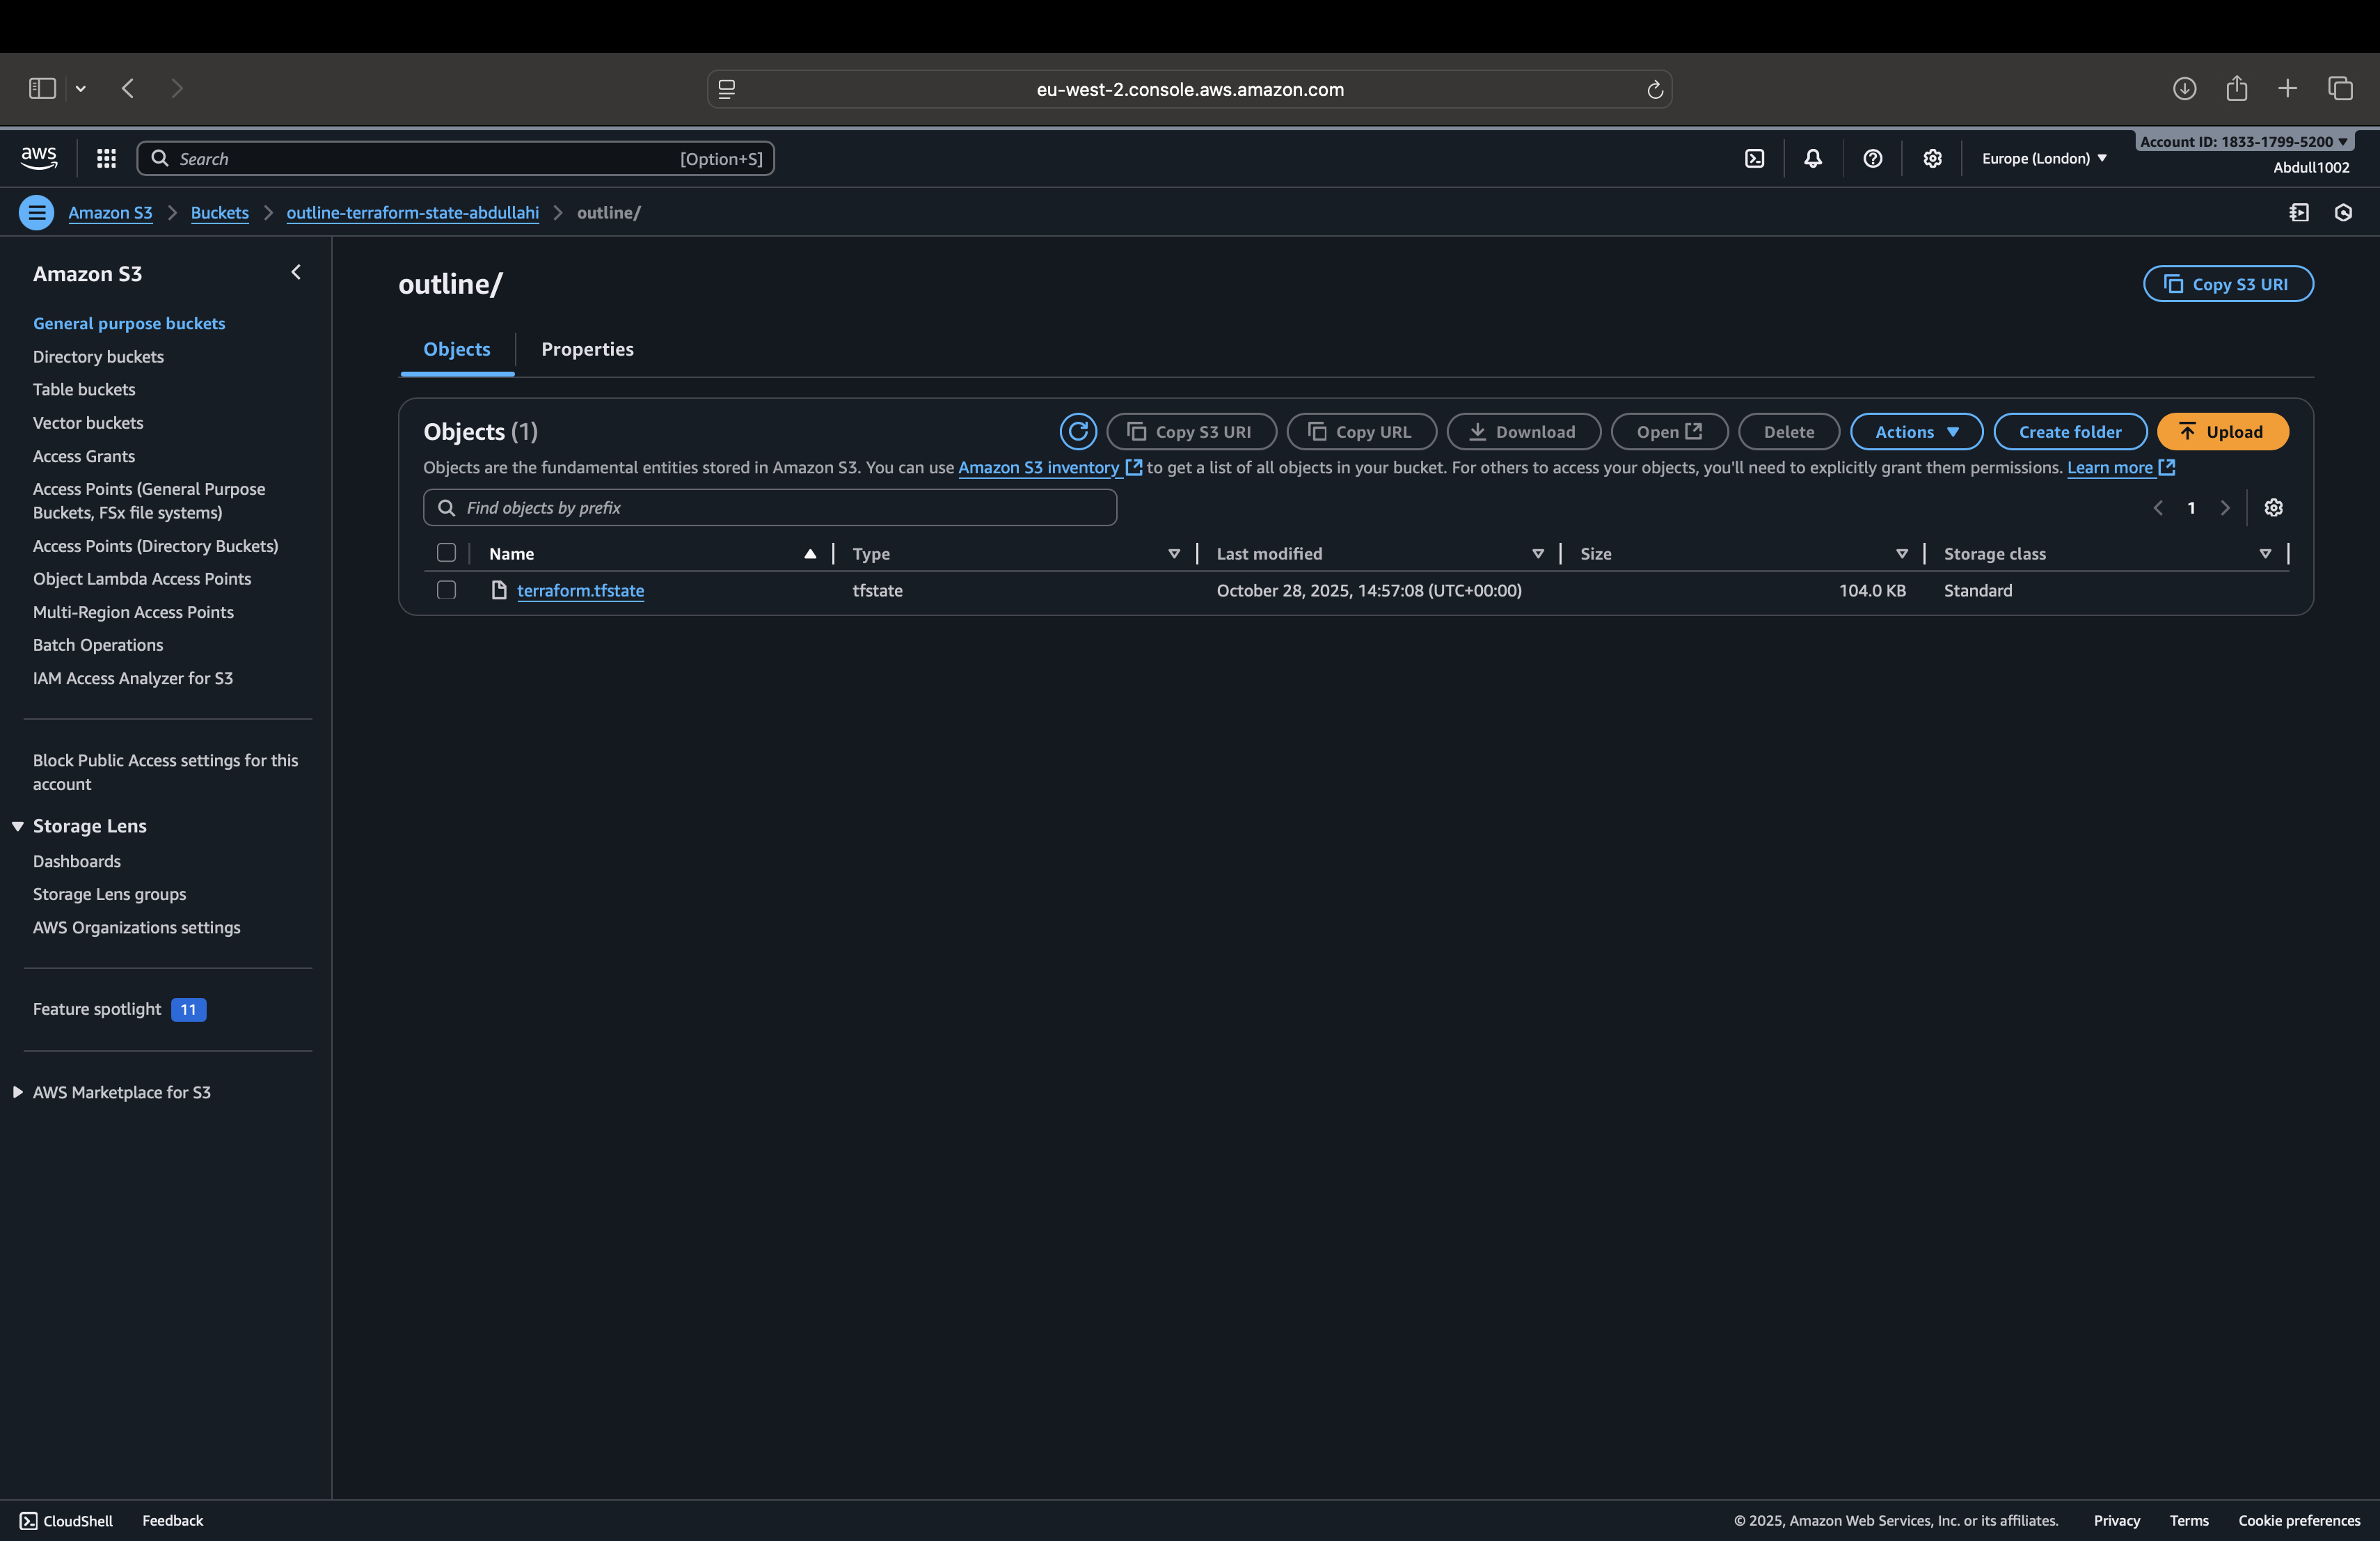 eu-west-2.console.aws.amazon.com
aws
Search [Option+S]
Europe (London)
Account ID: 1833-1799-5200
Abdull1002
Amazon S3 Buckets outline-terraform-state-abdullahi outline/
Amazon S3
General purpose buckets
Directory buckets
Table buckets
Vector buckets
Access Grants
Access Points (General Purpose
Buckets, FSx file systems)
Access Points (Directory Buckets)
Object Lambda Access Points
Multi-Region Access Points
Batch Operations
IAM Access Analyzer for S3
Block Public Access settings for this
account
Storage Lens
Dashboards
Storage Lens groups
AWS Organizations settings
Feature spotlight 11
AWS Marketplace for S3
outline/
Copy S3 URI
Objects Properties
Objects (1)
Copy S3 URI Copy URL Download Open Delete Actions Create folder Upload
Objects are the fundamental entities stored in Amazon S3. You can use Amazon S3 inventory to get a list of all objects in your bucket. For others to access your objects, you'll need to explicitly grant them permissions. Learn more
Find objects by prefix
1
Name Type Last modified Size Storage class
terraform.tfstate tfstate October 28, 2025, 14:57:08 (UTC+00:00) 104.0 KB Standard
CloudShell Feedback
© 2025, Amazon Web Services, Inc. or its affiliates. Privacy Terms Cookie preferences